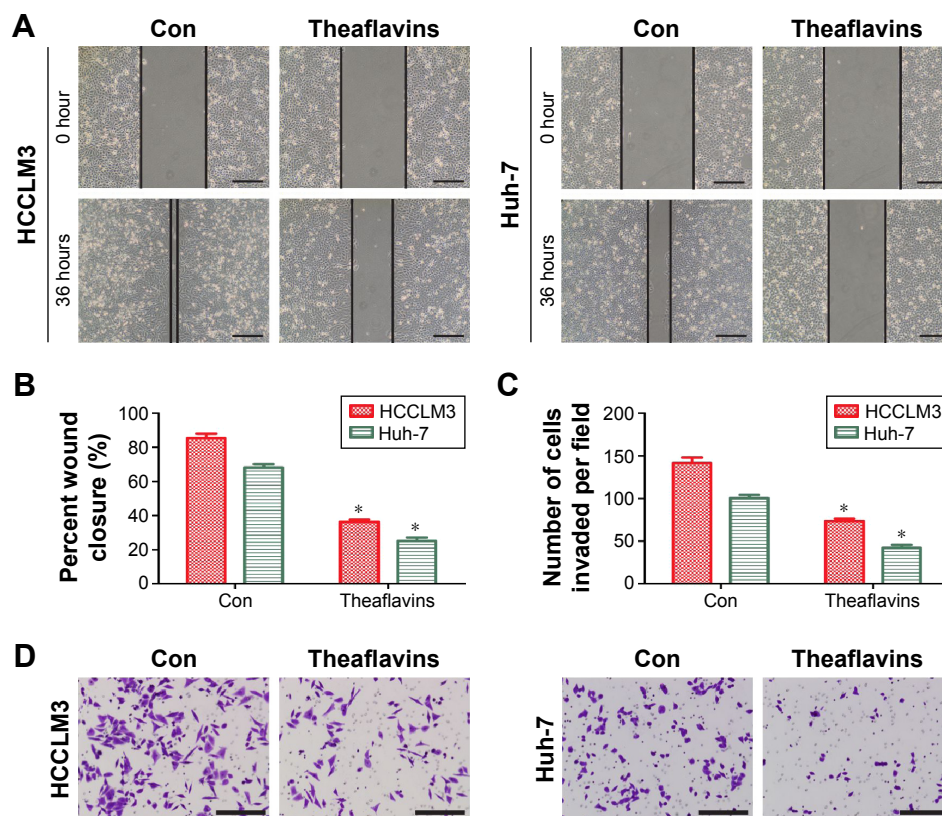 A
Con
Theaflavins
Con
Theaflavins
HCCLM3
0 hour
36 hours
Huh-7
0 hour
36 hours
B
Percent wound
closure (%)
100
80
60
40
20
0
HCCLM3
Huh-7
*
*
Con
Theaflavins
C
Number of cells
invaded per field
200
150
100
50
0
HCCLM3
Huh-7
*
*
Con
Theaflavins
D
Con
Theaflavins
Con
Theaflavins
HCCLM3
Huh-7